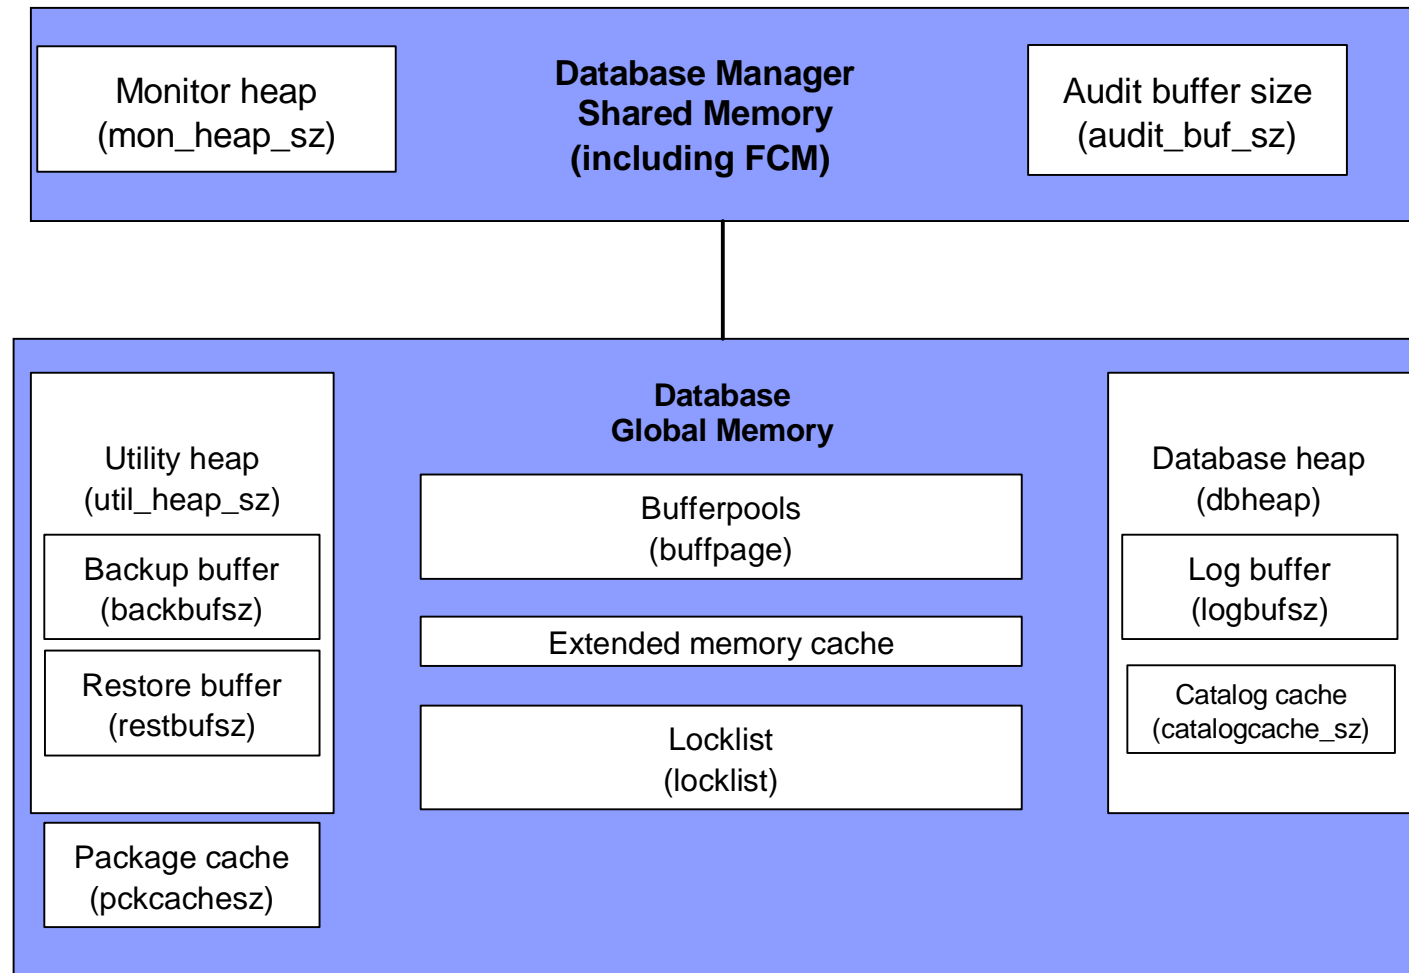 Monitor heap
(mon_heap_sz)
Database Manager
Shared Memory
(including FCM)
Audit buffer size
(audit_buf_sz)
Database
Global Memory
Utility heap
(util_heap_sz)
Backup buffer
(backbufsz)
Restore buffer
(restbufsz)
Package cache
(pckcachesz)
Bufferpools
(buffpage)
Extended memory cache
Locklist
(locklist)
Database heap
(dbheap)
Log buffer
(logbufsz)
Catalog cache
(catalogcache_sz)